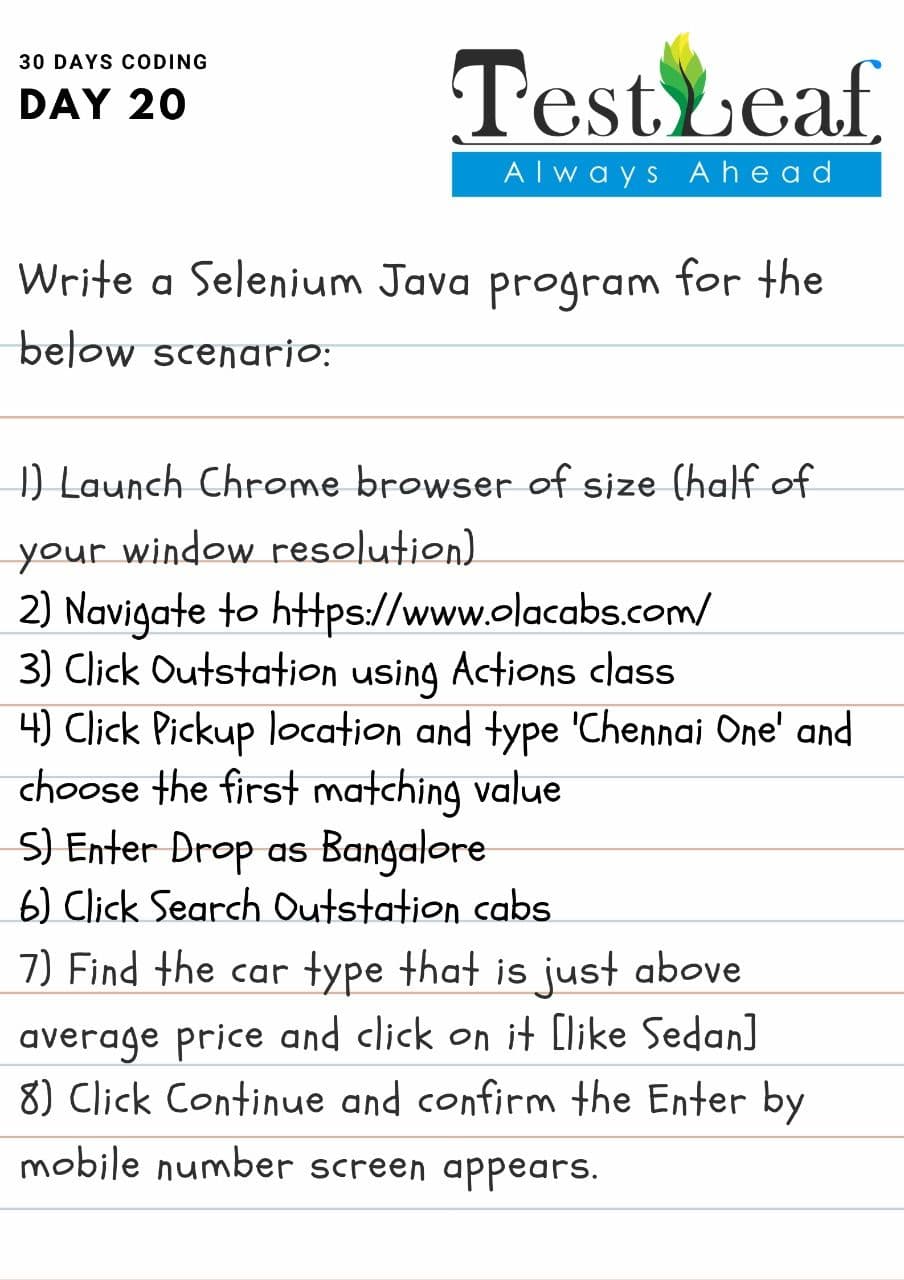 30 DAYS CODING
DAY 20
TestLeaf
Always Ahead
Write a Selenium Java program for the
below scenario:
1) Launch Chrome browser of size (half of
your window resolution)
2) Navigate to https://www.olacabs.com/
3) Click Outstation using Actions class
4) Click Pickup location and type 'Chennai One' and
choose the first matching value
5) Enter Drop as Bangalore
6) Click Search Outstation cabs
7) Find the car type that is just above
average price and click on it [like Sedan]
8) Click Continue and confirm the Enter by
mobile number screen appears.